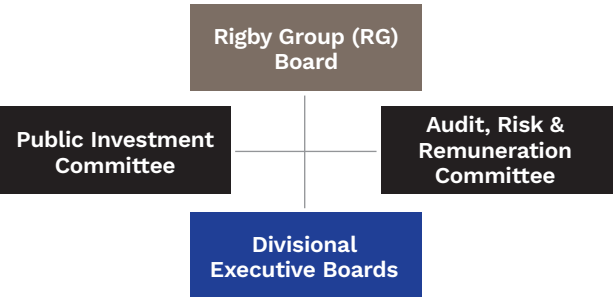 Rigby Group (RG)
Board
Public Investment
Committee
Audit, Risk &
Remuneration
Committee
Divisional
Executive Boards